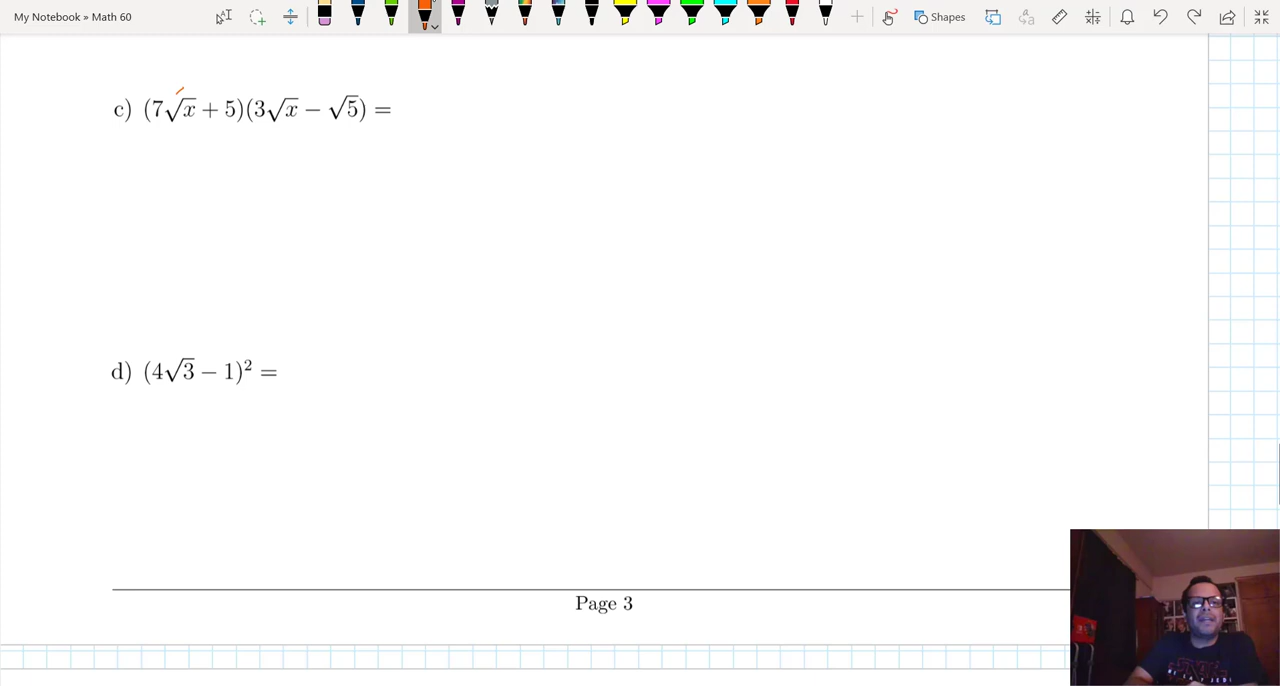 My Notebook » Math 60
Shapes
c) (7√x + 5)(3√x − √5) =
d) (4√3 − 1)² =
Page 3